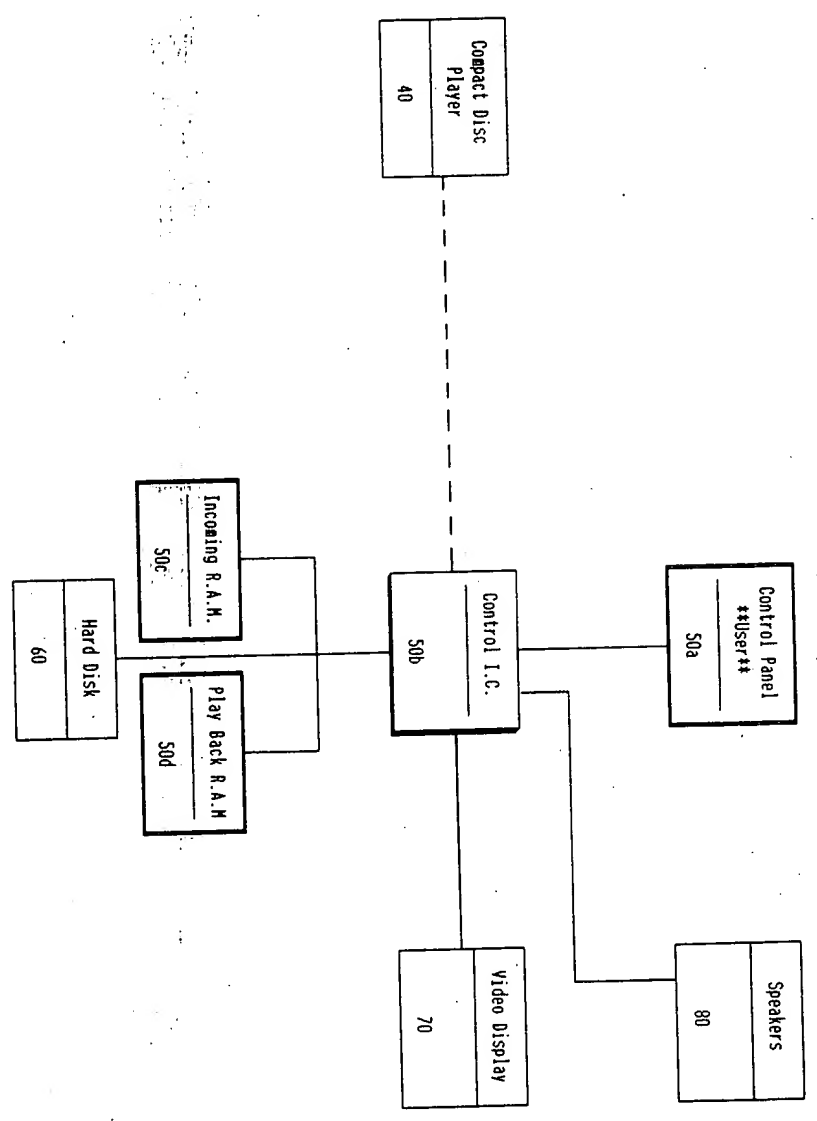 Compact Disc
Player
40
Control Panel
**User**
50a
Speakers
80
Control I.C.
50b
Video Display
70
Incoming R.A.M.
50c
Play Back R.A.M
50d
Hard Disk
60